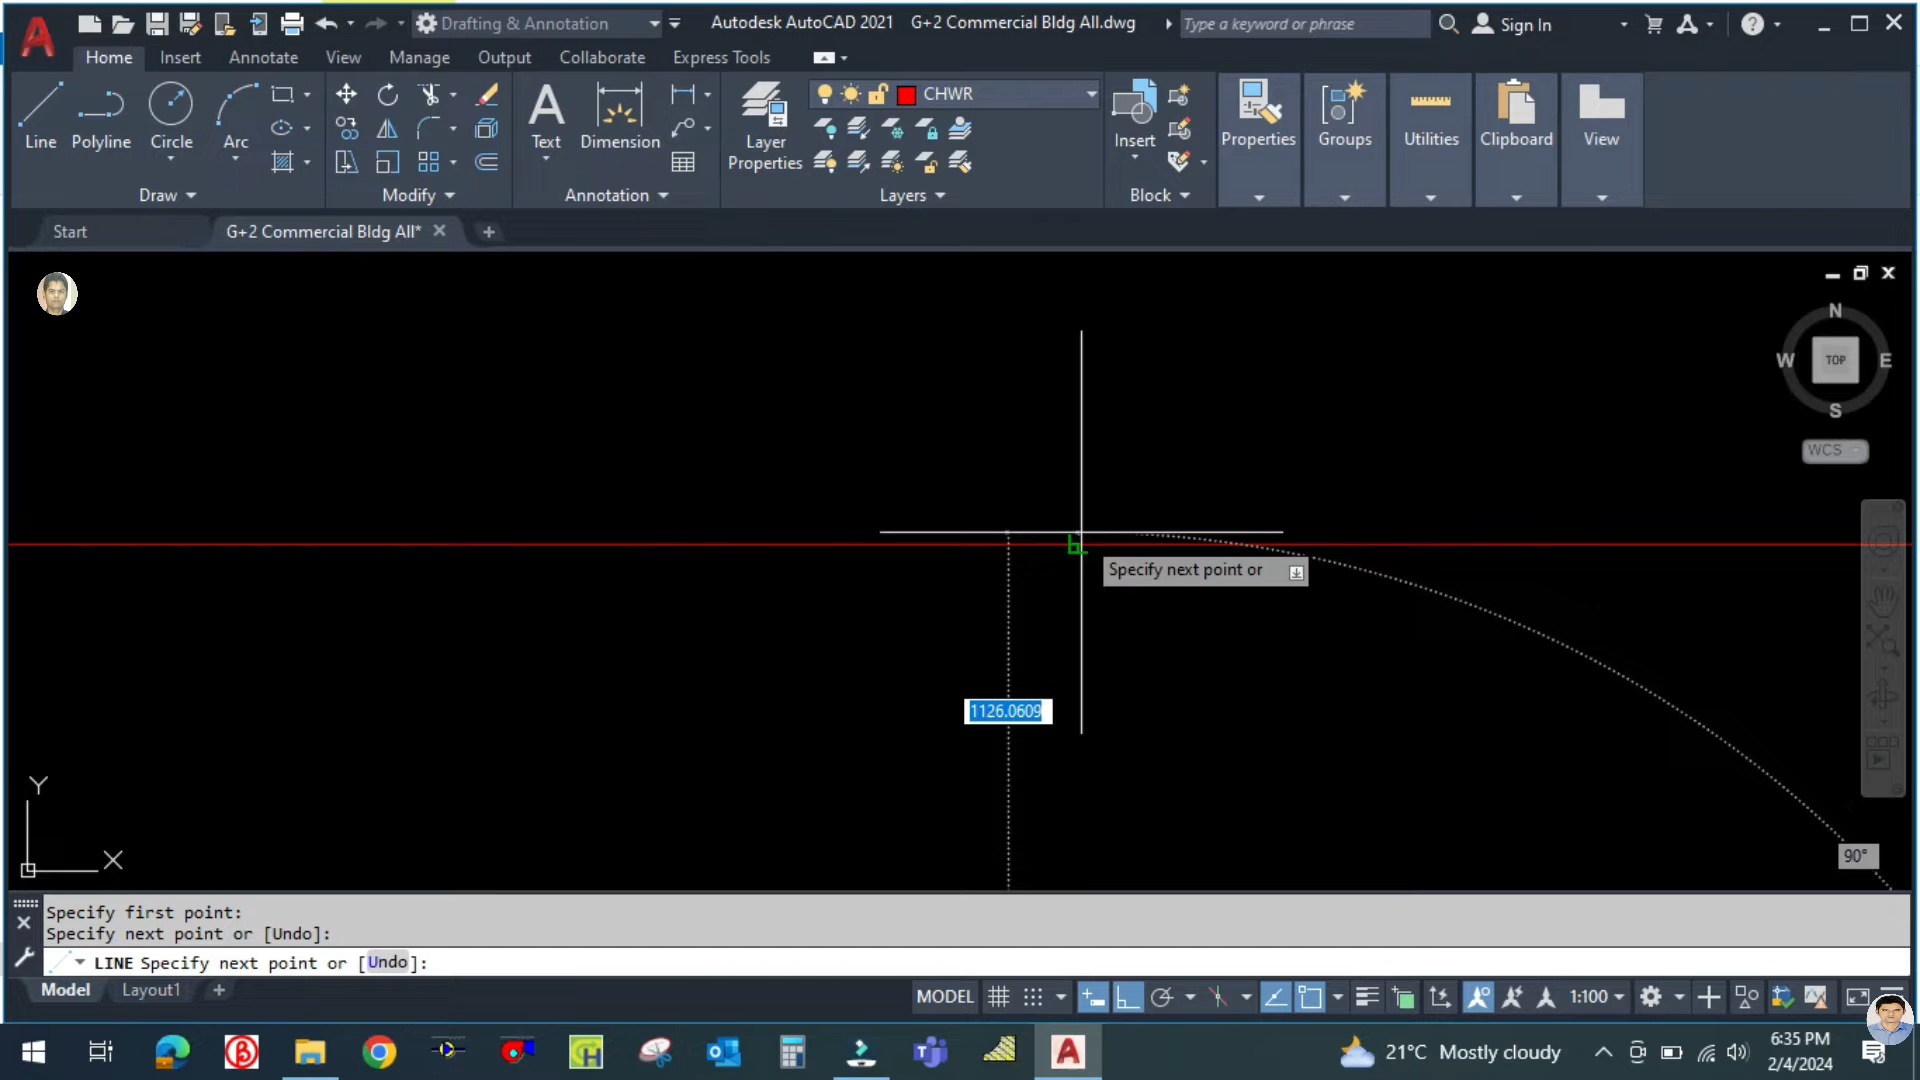 Drafting & Annotation
Autodesk AutoCAD 2021 G+2 Commercial Bldg All.dwg
Type a keyword or phrase
Sign In
Home Insert Annotate View Manage Output Collaborate Express Tools
CHWR
Line Polyline Circle Arc
Text Dimension
Layer Properties
Insert
Properties Groups Utilities Clipboard View
Draw Modify Annotation Layers Block
Start G+2 Commercial Bldg All*
N
W TOP E
S
WCS
Specify next point or
1126.0609
90°
Y
X
Specify first point:
Specify next point or [Undo]:
LINE Specify next point or [Undo]:
Model Layout1
MODEL 1:100
21°C Mostly cloudy
6:35 PM
2/4/2024